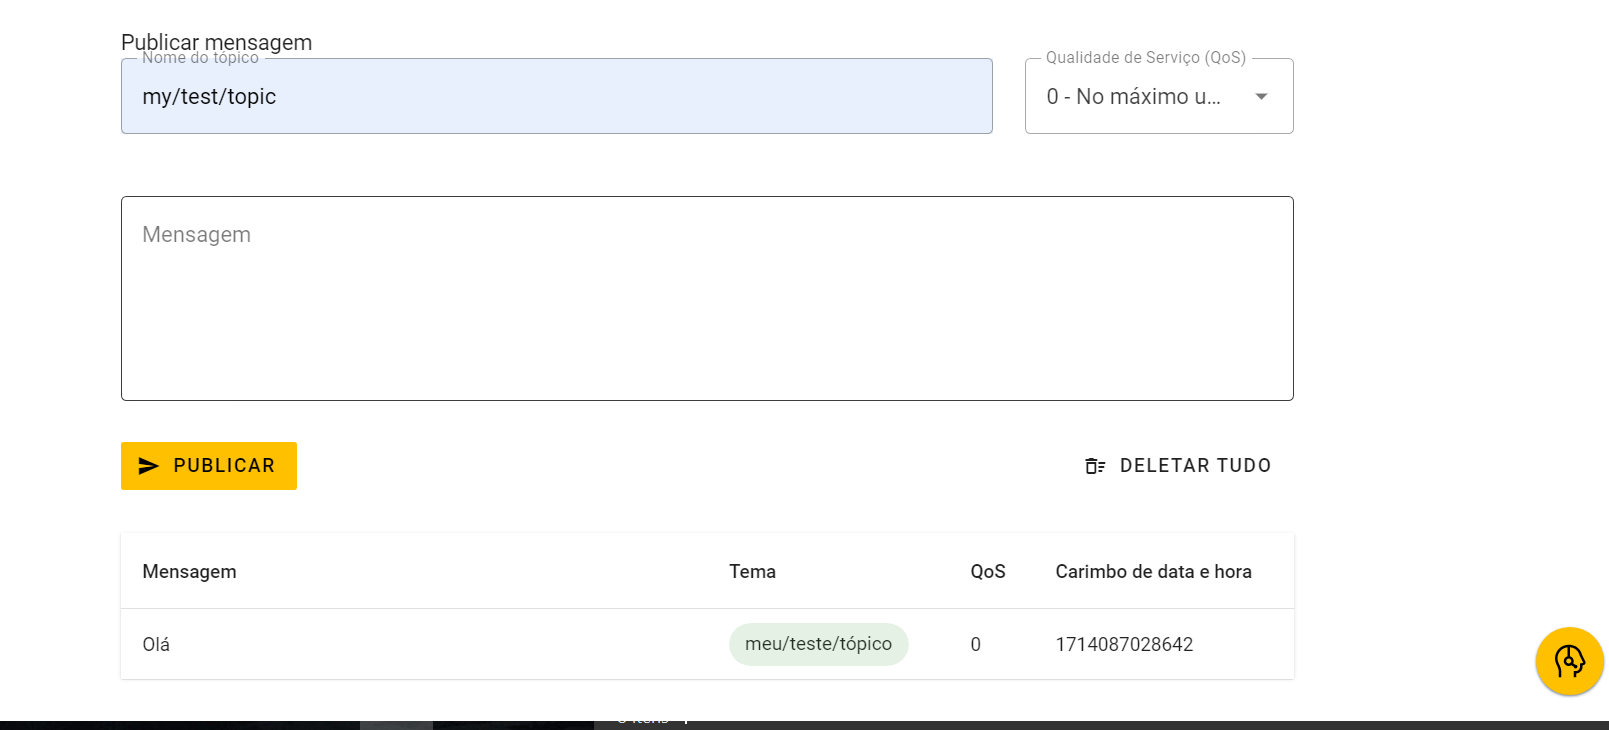 Publicar mensagem
Nome do tópico
Qualidade de Serviço (QoS)
my/test/topic
0 - No máximo u...
Mensagem
PUBLICAR
DELETAR TUDO
Mensagem Tema QoS Carimbo de data e hora
Olá meu/teste/tópico 0 1714087028642